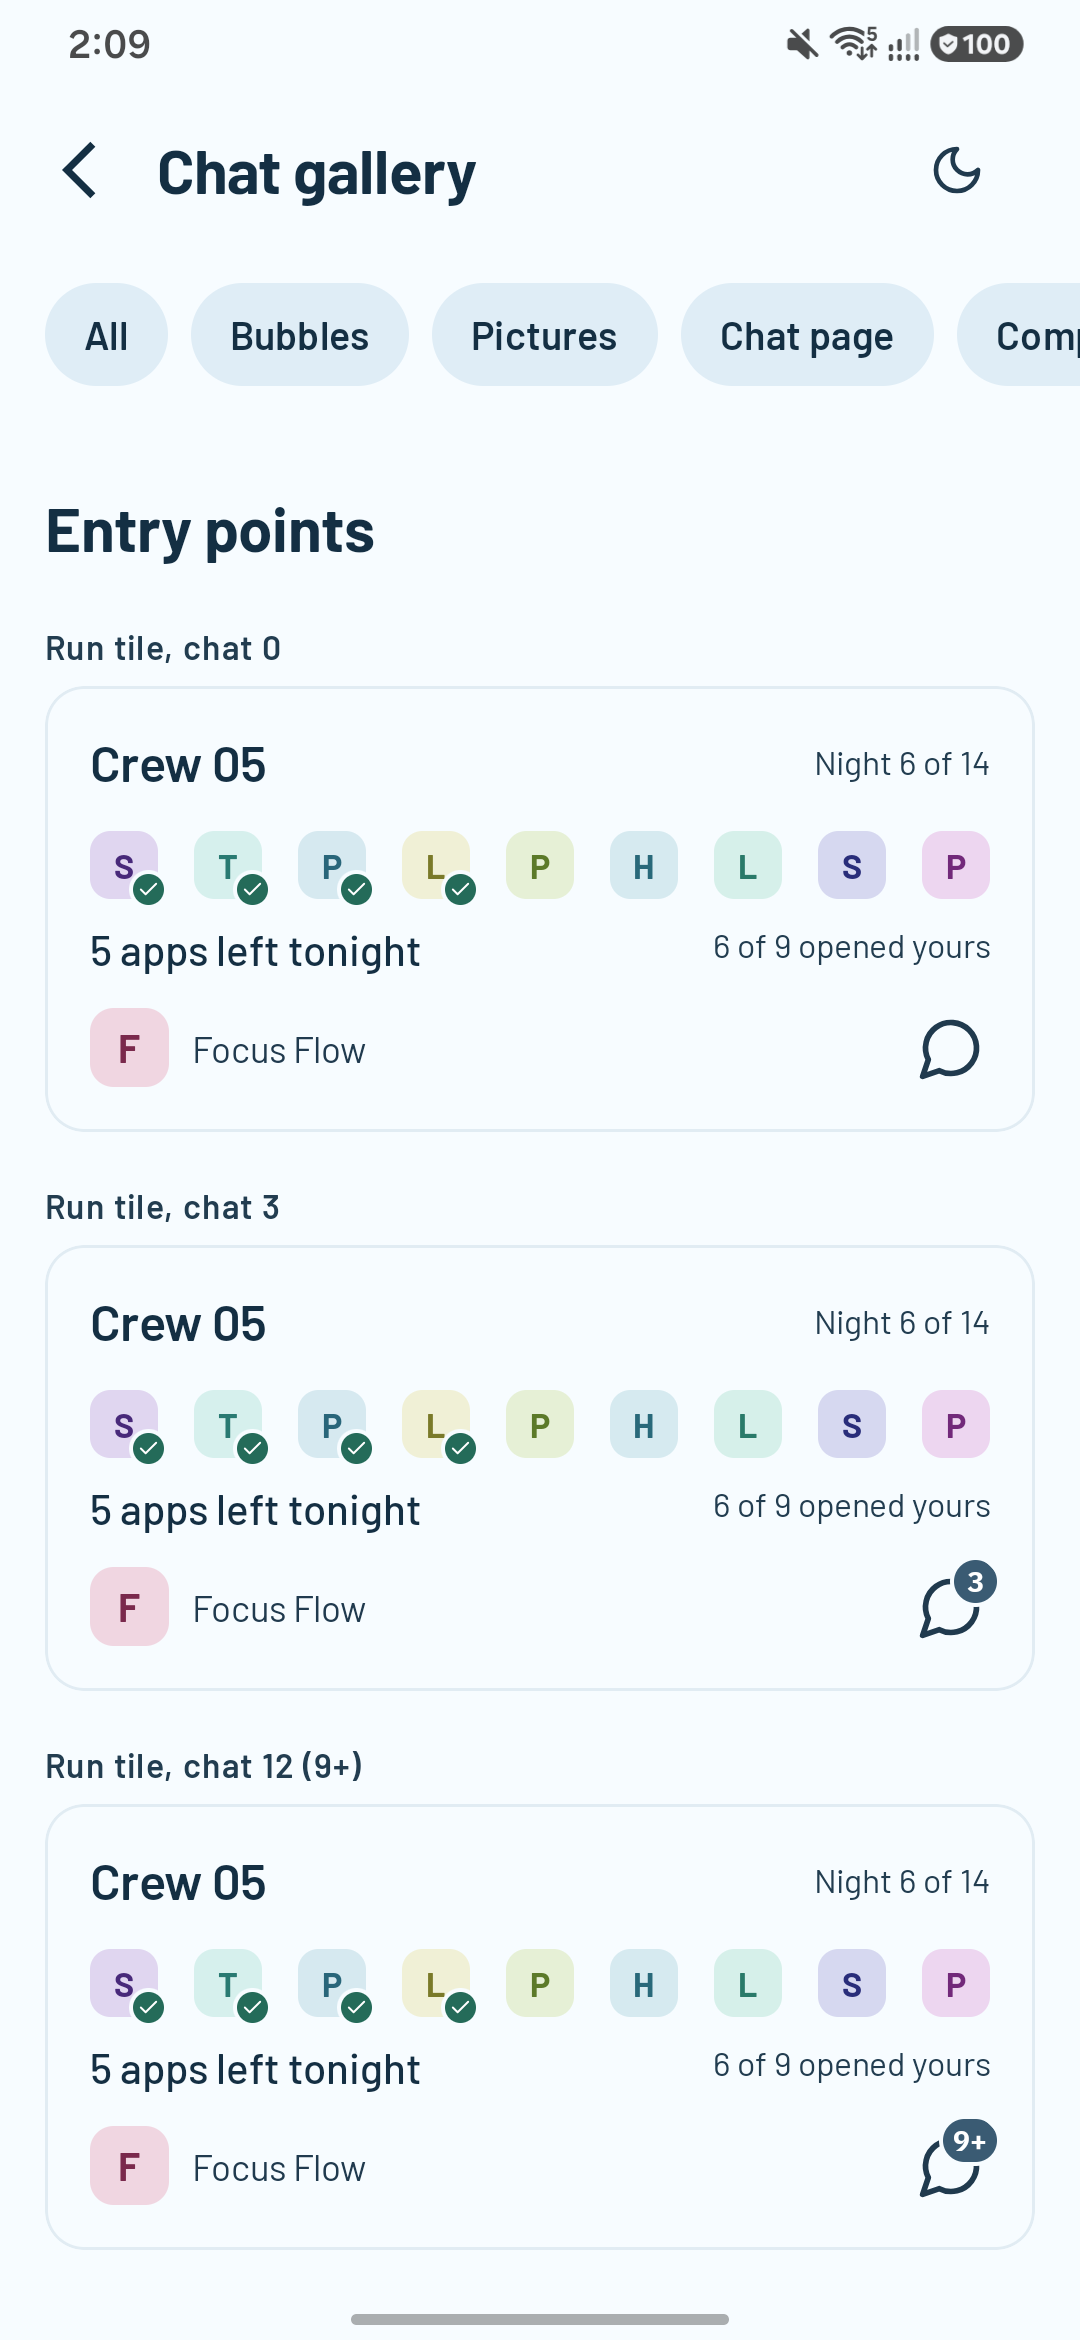 2:09
5
100
Chat gallery
All Bubbles Pictures Chat page Comp
Entry points
Run tile, chat 0
Crew 05 Night 6 of 14
S T P L P H L S P
5 apps left tonight 6 of 9 opened yours
F Focus Flow
Run tile, chat 3
Crew 05 Night 6 of 14
S T P L P H L S P
5 apps left tonight 6 of 9 opened yours
F Focus Flow 3
Run tile, chat 12 (9+)
Crew 05 Night 6 of 14
S T P L P H L S P
5 apps left tonight 6 of 9 opened yours
F Focus Flow 9+